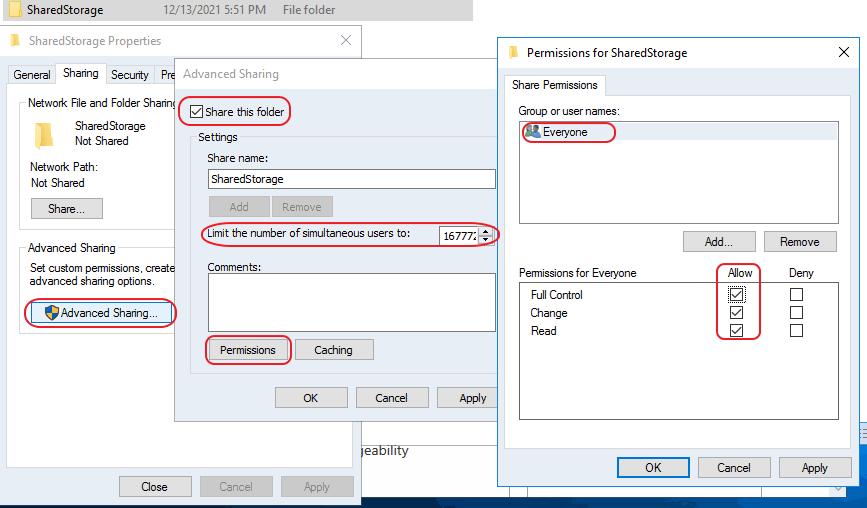 SharedStorage 12/13/2021 5:51 PM File folder
SharedStorage Properties
General Sharing Security
Network File and Folder Sharing
SharedStorage
Not Shared
Network Path:
Not Shared
Share...
Advanced Sharing
Set custom permissions, create
advanced sharing options.
Advanced Sharing...
Close Cancel Apply
Advanced Sharing
Share this folder
Settings
Share name:
SharedStorage
Add Remove
Limit the number of simultaneous users to: 16777
Comments:
Permissions Caching
OK Cancel Apply
Permissions for SharedStorage
Share Permissions
Group or user names:
Everyone
Add... Remove
Permissions for Everyone Allow Deny
Full Control
Change
Read
OK Cancel Apply
geability